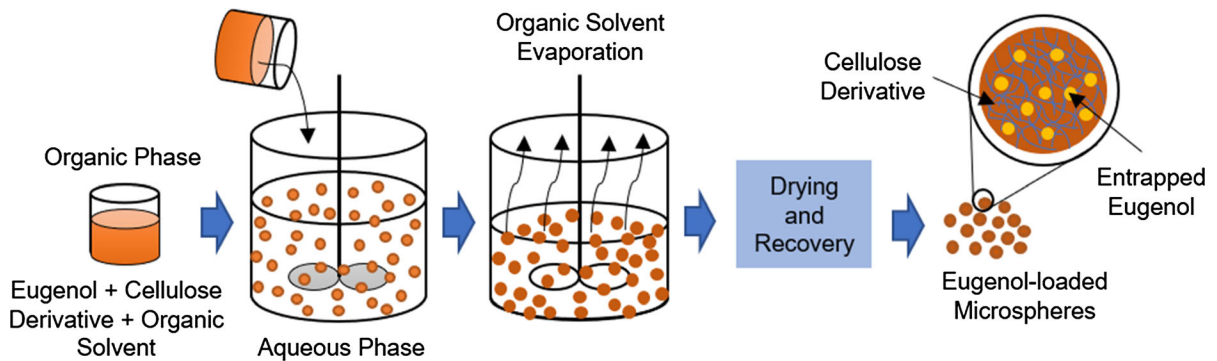 Organic Phase
Eugenol + Cellulose
Derivative + Organic
Solvent
Aqueous Phase
Organic Solvent
Evaporation
Drying
and
Recovery
Cellulose
Derivative
Entrapped
Eugenol
Eugenol-loaded
Microspheres